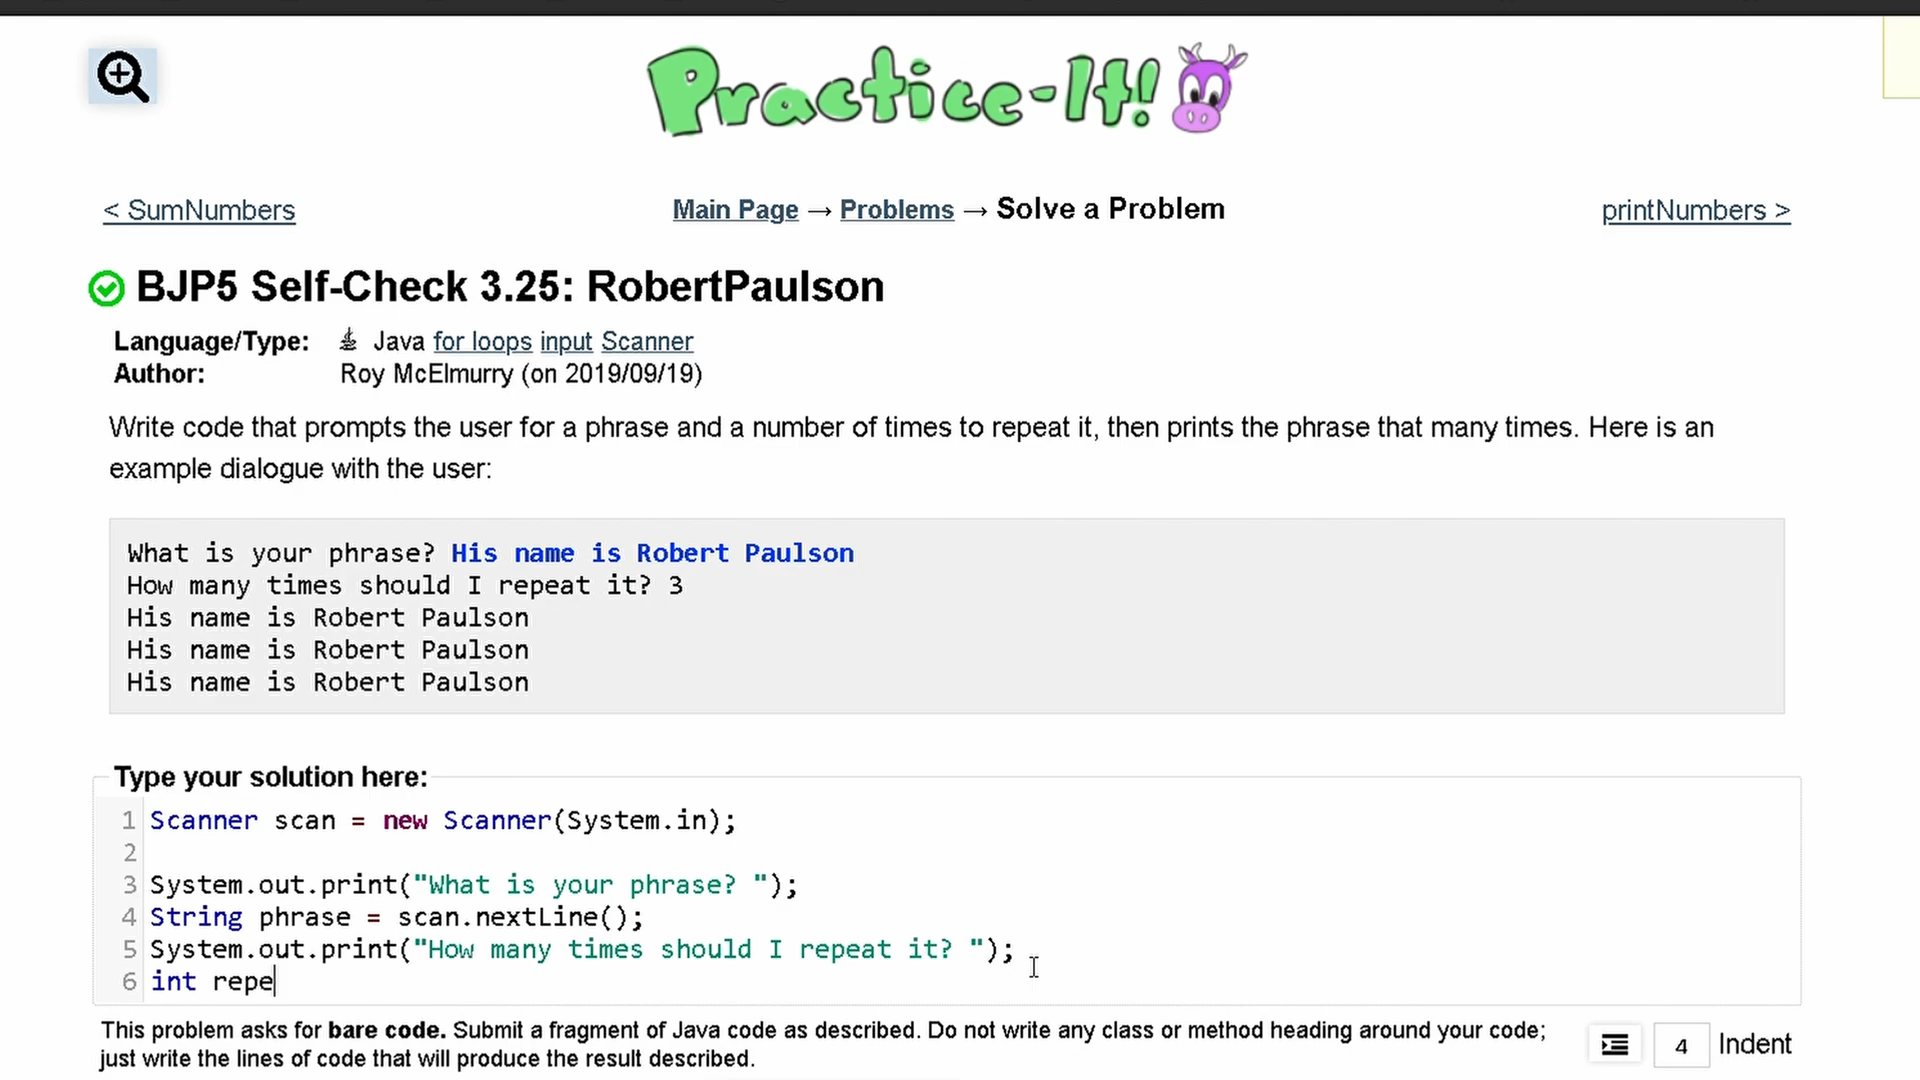 Practice-It!
< SumNumbers
Main Page → Problems → Solve a Problem
printNumbers >
BJP5 Self-Check 3.25: RobertPaulson
Language/Type: Java for loops input Scanner
Author: Roy McElmurry (on 2019/09/19)
Write code that prompts the user for a phrase and a number of times to repeat it, then prints the phrase that many times. Here is an
example dialogue with the user:
What is your phrase? His name is Robert Paulson
How many times should I repeat it? 3
His name is Robert Paulson
His name is Robert Paulson
His name is Robert Paulson
Type your solution here:
1 Scanner scan = new Scanner(System.in);
2
3 System.out.print("What is your phrase? ");
4 String phrase = scan.nextLine();
5 System.out.print("How many times should I repeat it? ");
6 int repe
This problem asks for bare code. Submit a fragment of Java code as described. Do not write any class or method heading around your code;
just write the lines of code that will produce the result described.
4 Indent